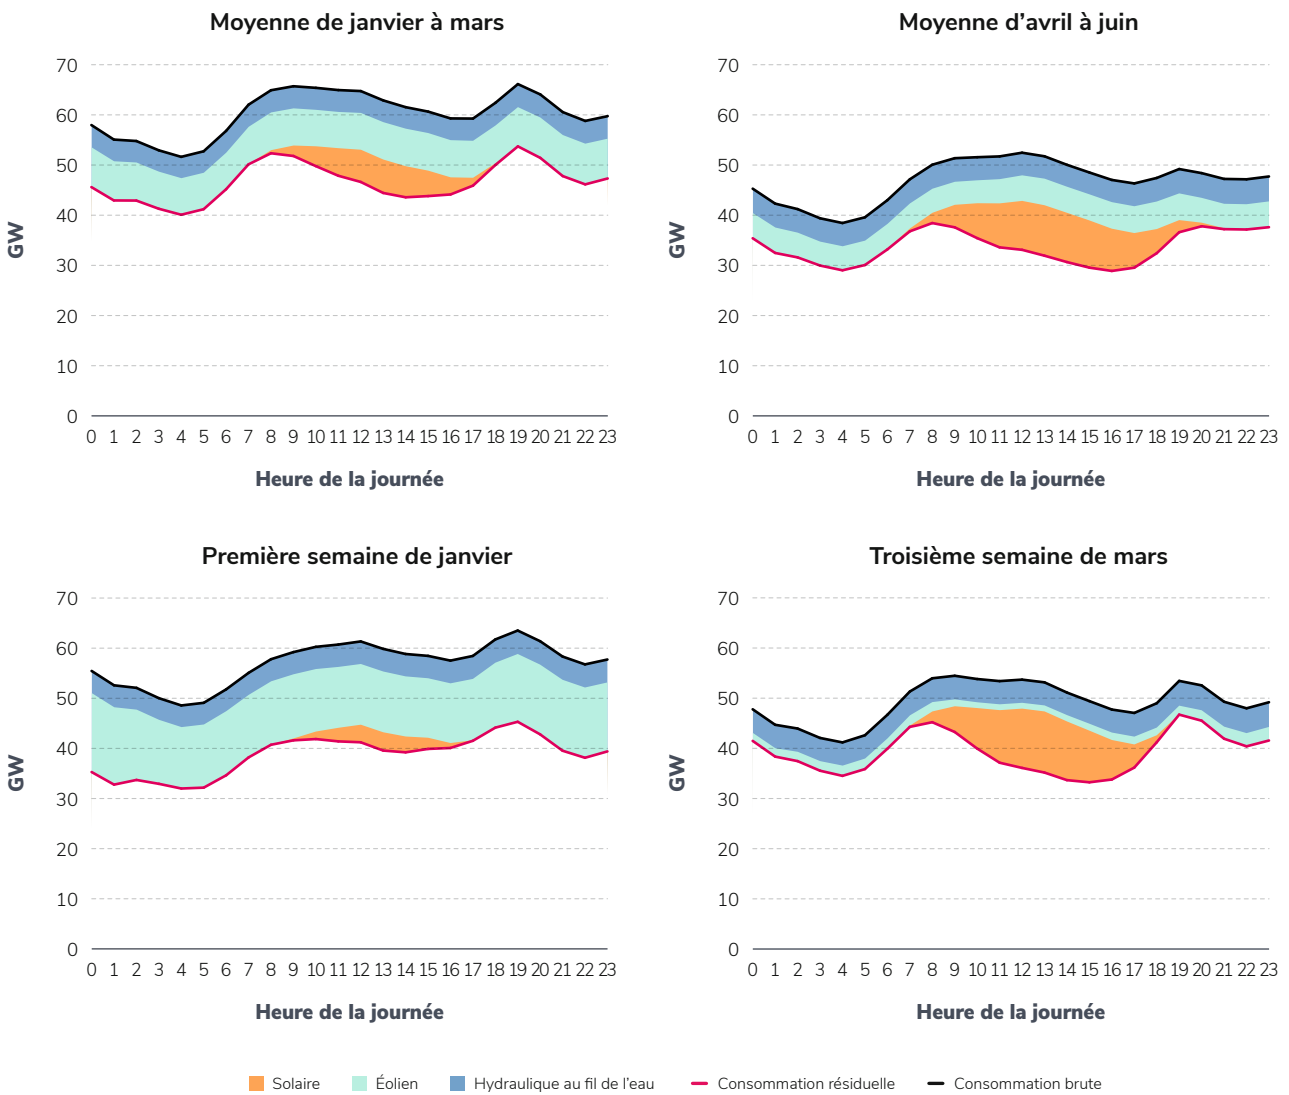 Moyenne de janvier à mars
GW
70
60
50
40
30
20
10
0
0 1 2 3 4 5 6 7 8 9 10 11 12 13 14 15 16 17 18 19 20 21 22 23
Heure de la journée
Moyenne d’avril à juin
GW
70
60
50
40
30
20
10
0
0 1 2 3 4 5 6 7 8 9 10 11 12 13 14 15 16 17 18 19 20 21 22 23
Heure de la journée
Première semaine de janvier
GW
70
60
50
40
30
20
10
0
0 1 2 3 4 5 6 7 8 9 10 11 12 13 14 15 16 17 18 19 20 21 22 23
Heure de la journée
Troisième semaine de mars
GW
70
60
50
40
30
20
10
0
0 1 2 3 4 5 6 7 8 9 10 11 12 13 14 15 16 17 18 19 20 21 22 23
Heure de la journée
Solaire Éolien Hydraulique au fil de l’eau Consommation résiduelle Consommation brute